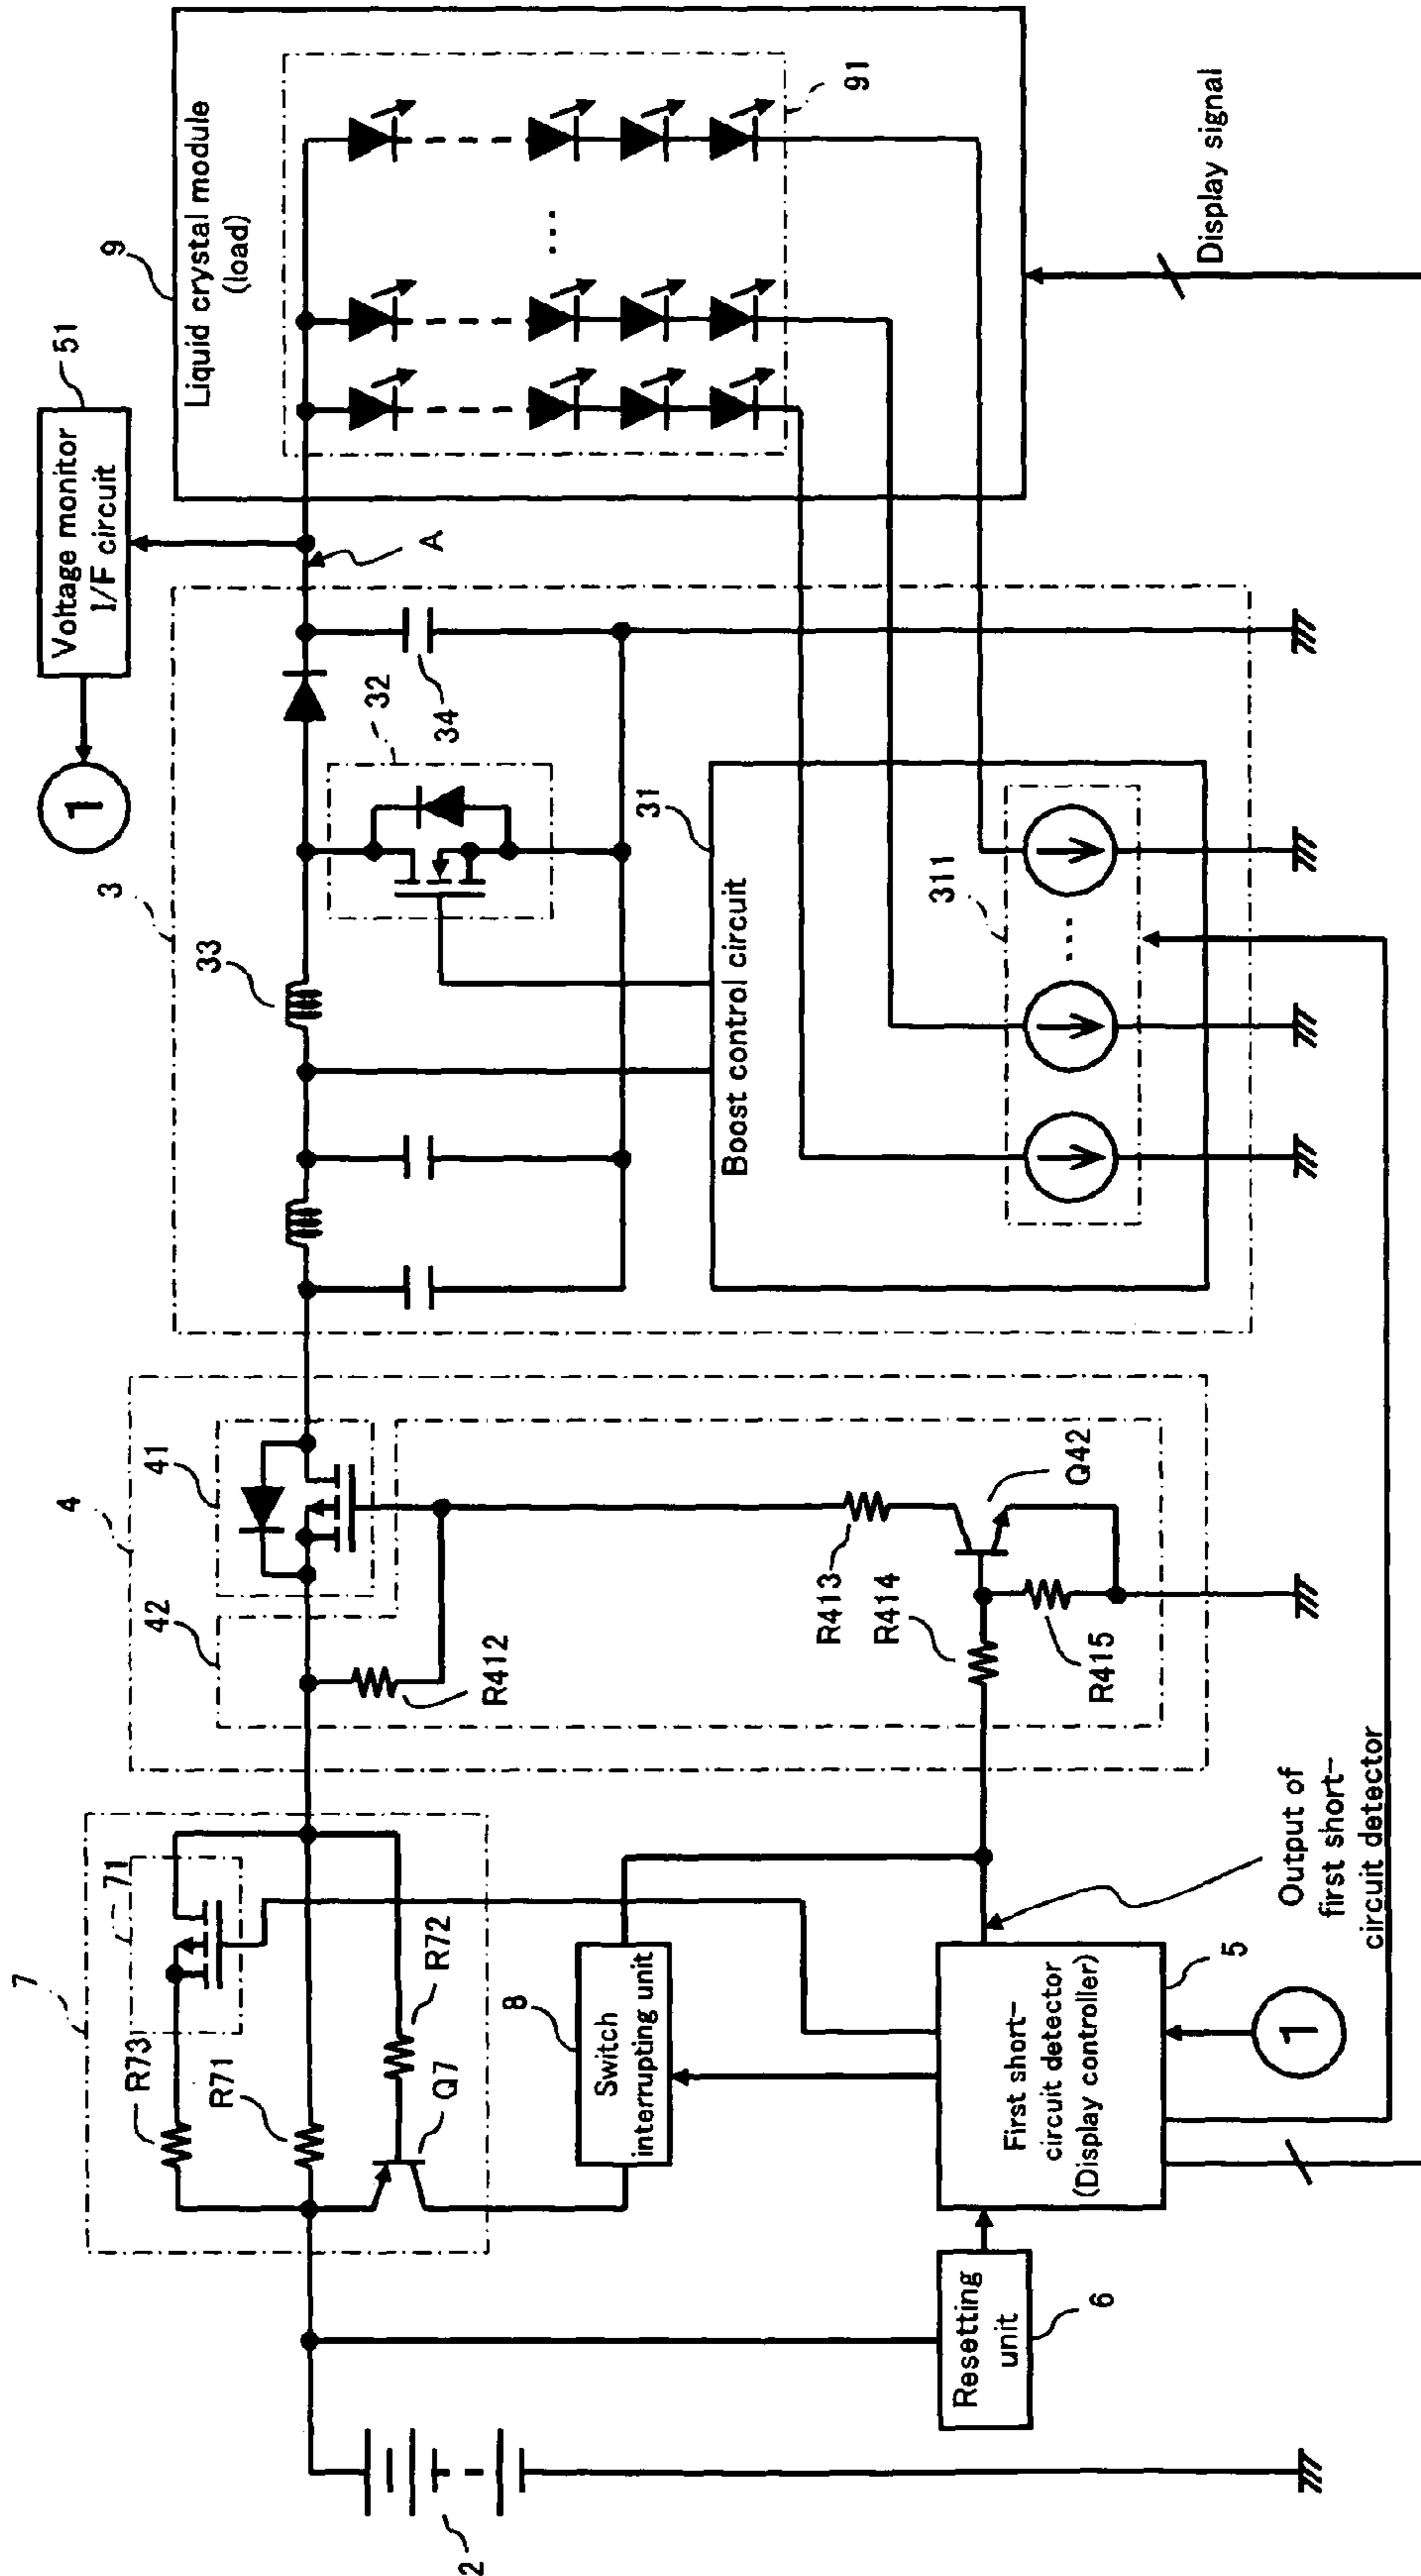 9
Liquid crystal module
(load)
91
Display signal
51
Voltage monitor
I/F circuit
1
A
3
33
32
34
31
Boost control circuit
311
4
41
42
R412
R413
R414
R415
Q42
7
71
R73
R71
R72
Q7
8
Switch
interrupting unit
Output of
first short-
circuit detector
5
First short-
circuit detector
(Display controller)
1
Resetting
unit
6
2